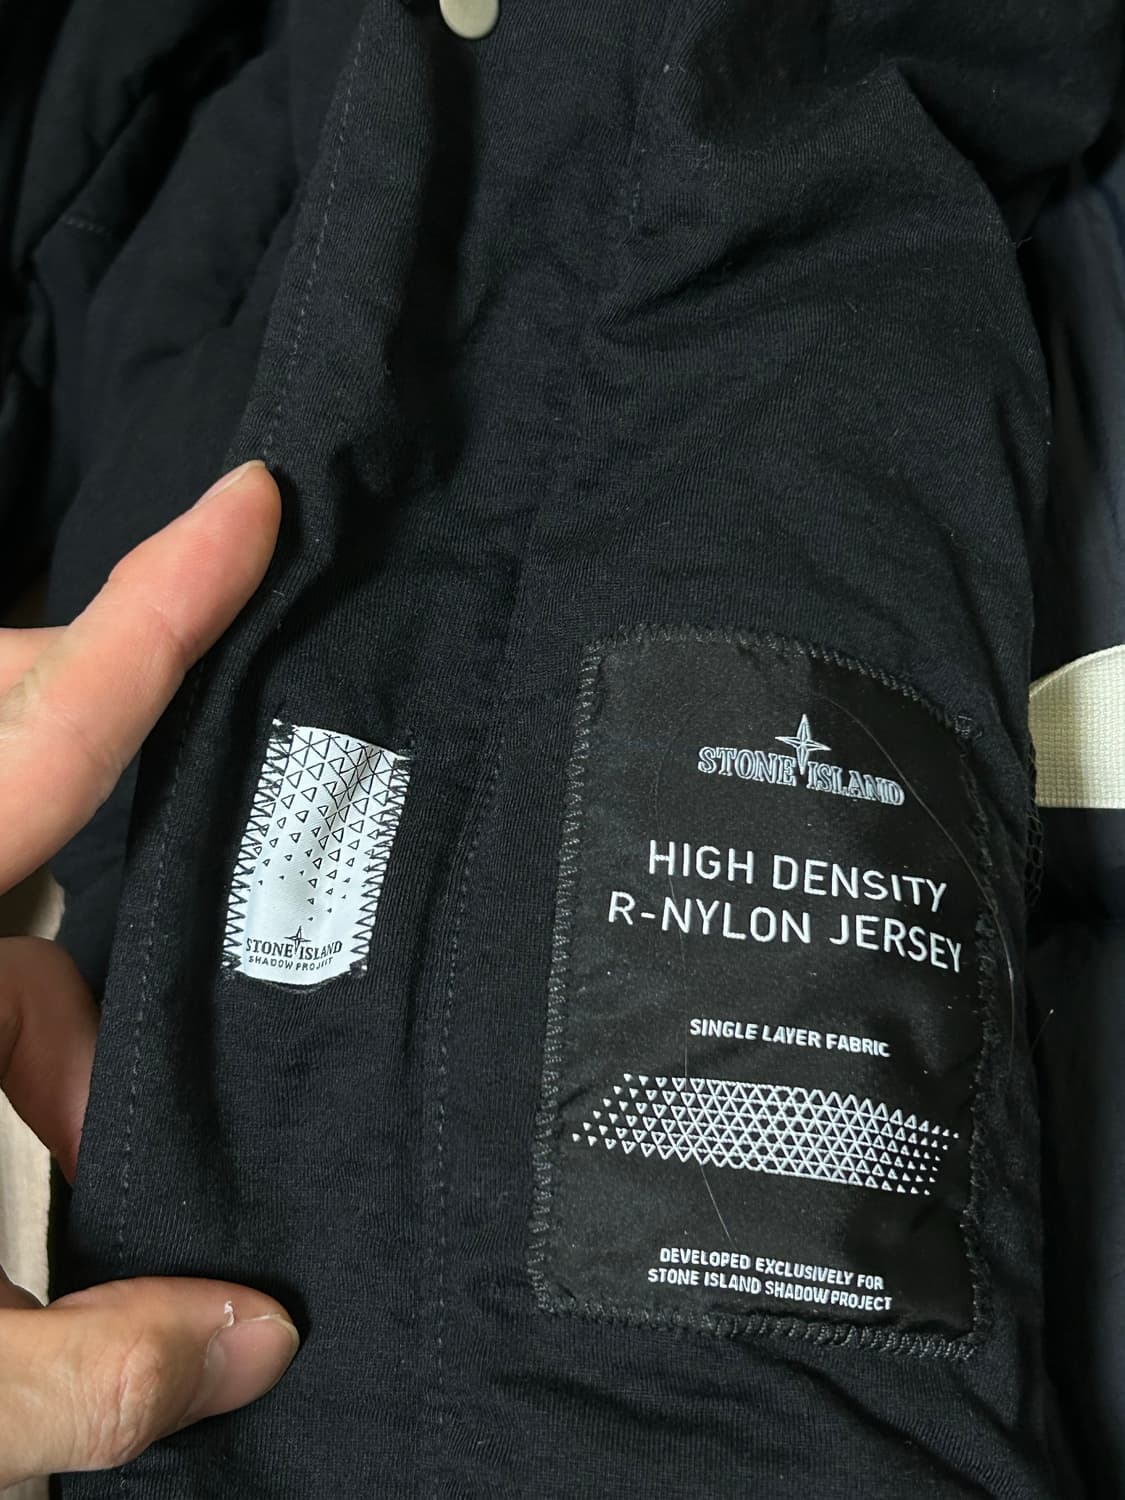 STONE ISLAND
SHADOW PROJECT
STONE ISLAND
HIGH DENSITY
R-NYLON JERSEY
SINGLE LAYER FABRIC
DEVELOPED EXCLUSIVELY FOR
STONE ISLAND SHADOW PROJECT